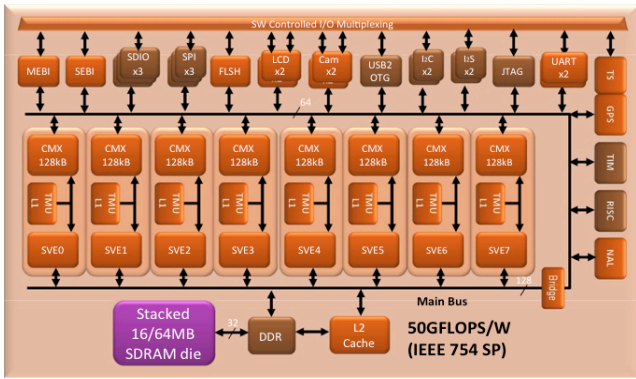 SW Controlled I/O Multiplexing
MEBI
SEBI
SDIO
x3
SPI
x3
FLSH
LCD
x2
Cam
x2
USB2
OTG
I2C
x2
I2S
x2
JTAG
UART
x2
TS
64
GPS
CMX
128kB
CMX
128kB
CMX
128kB
CMX
128kB
CMX
128kB
CMX
128kB
CMX
128kB
CMX
128kB
TIM
TMU
L1
TMU
L1
TMU
L1
TMU
L1
TMU
L1
TMU
L1
TMU
L1
TMU
L1
RISC
SVE0
SVE1
SVE2
SVE3
SVE4
SVE5
SVE6
SVE7
NAL
128
Bridge
Main Bus
Stacked
16/64MB
SDRAM die
32
DDR
L2
Cache
50GFLOPS/W
(IEEE 754 SP)